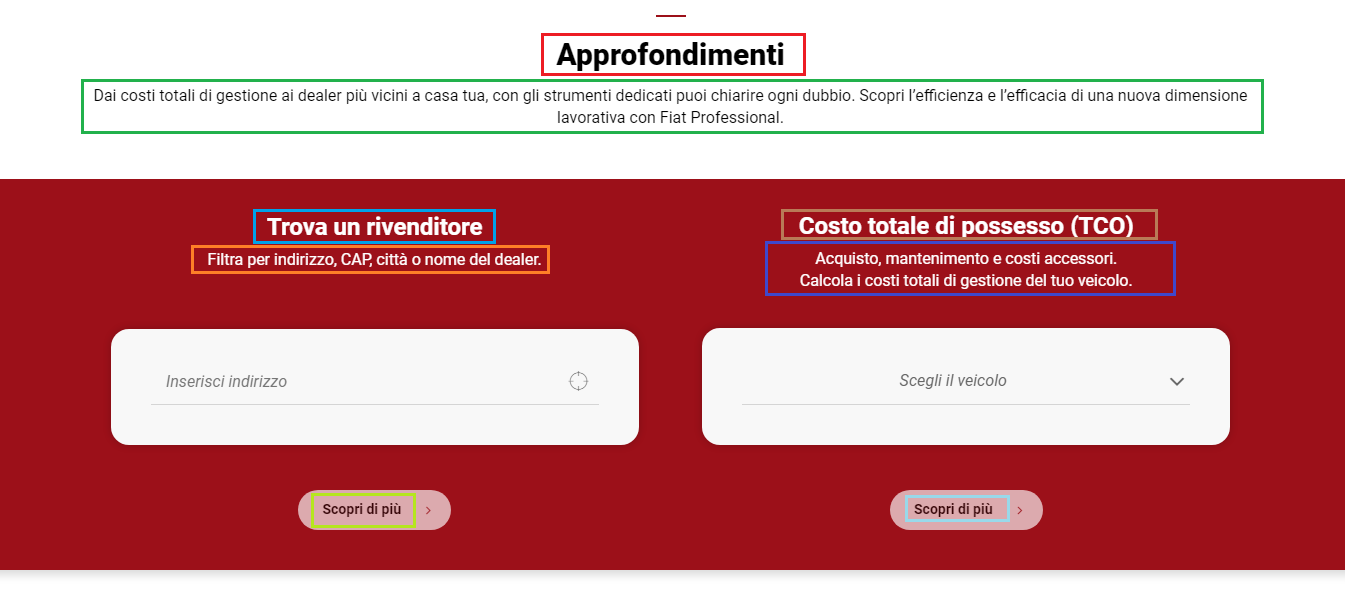 Approfondimenti
Dai costi totali di gestione ai dealer più vicini a casa tua, con gli strumenti dedicati puoi chiarire ogni dubbio. Scopri l’efficienza e l’efficacia di una nuova dimensione
lavorativa con Fiat Professional.
Trova un rivenditore
Filtra per indirizzo, CAP, città o nome del dealer.
Inserisci indirizzo
Scopri di più
Costo totale di possesso (TCO)
Acquisto, mantenimento e costi accessori.
Calcola i costi totali di gestione del tuo veicolo.
Scegli il veicolo
Scopri di più